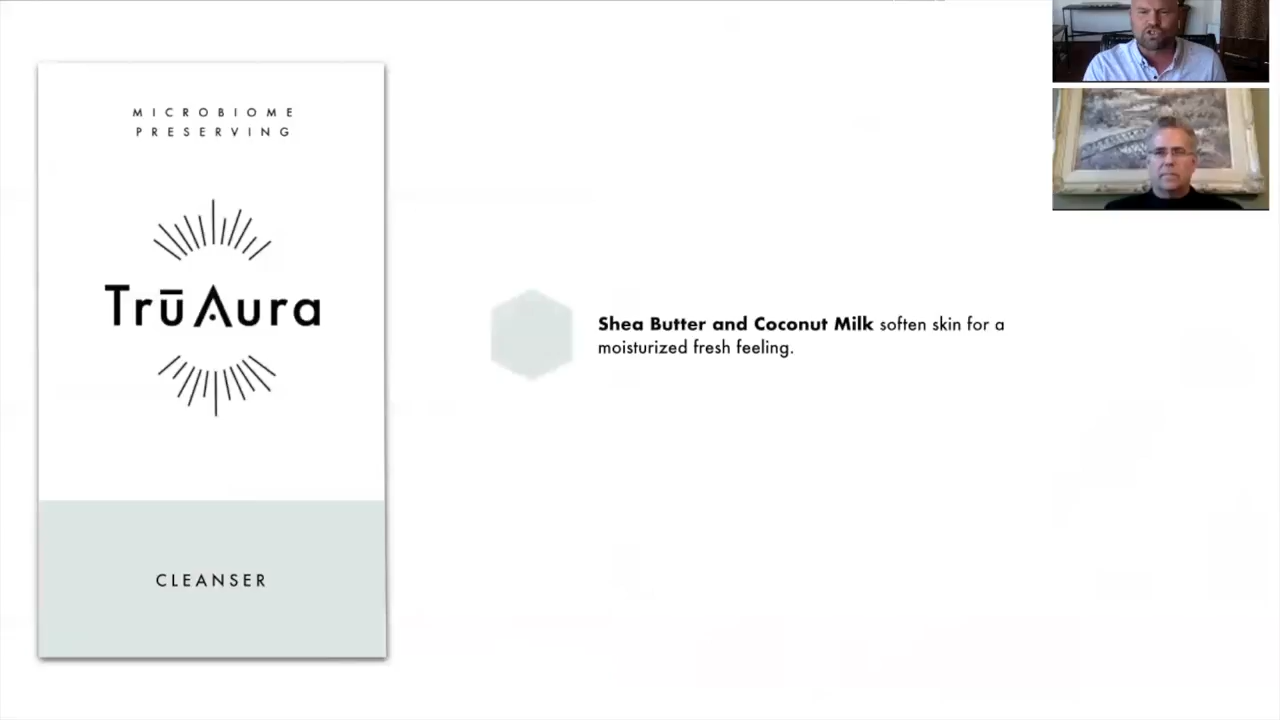 MICROBIOME
PRESERVING
TrūAura
CLEANSER
Shea Butter and Coconut Milk soften skin for a
moisturized fresh feeling.